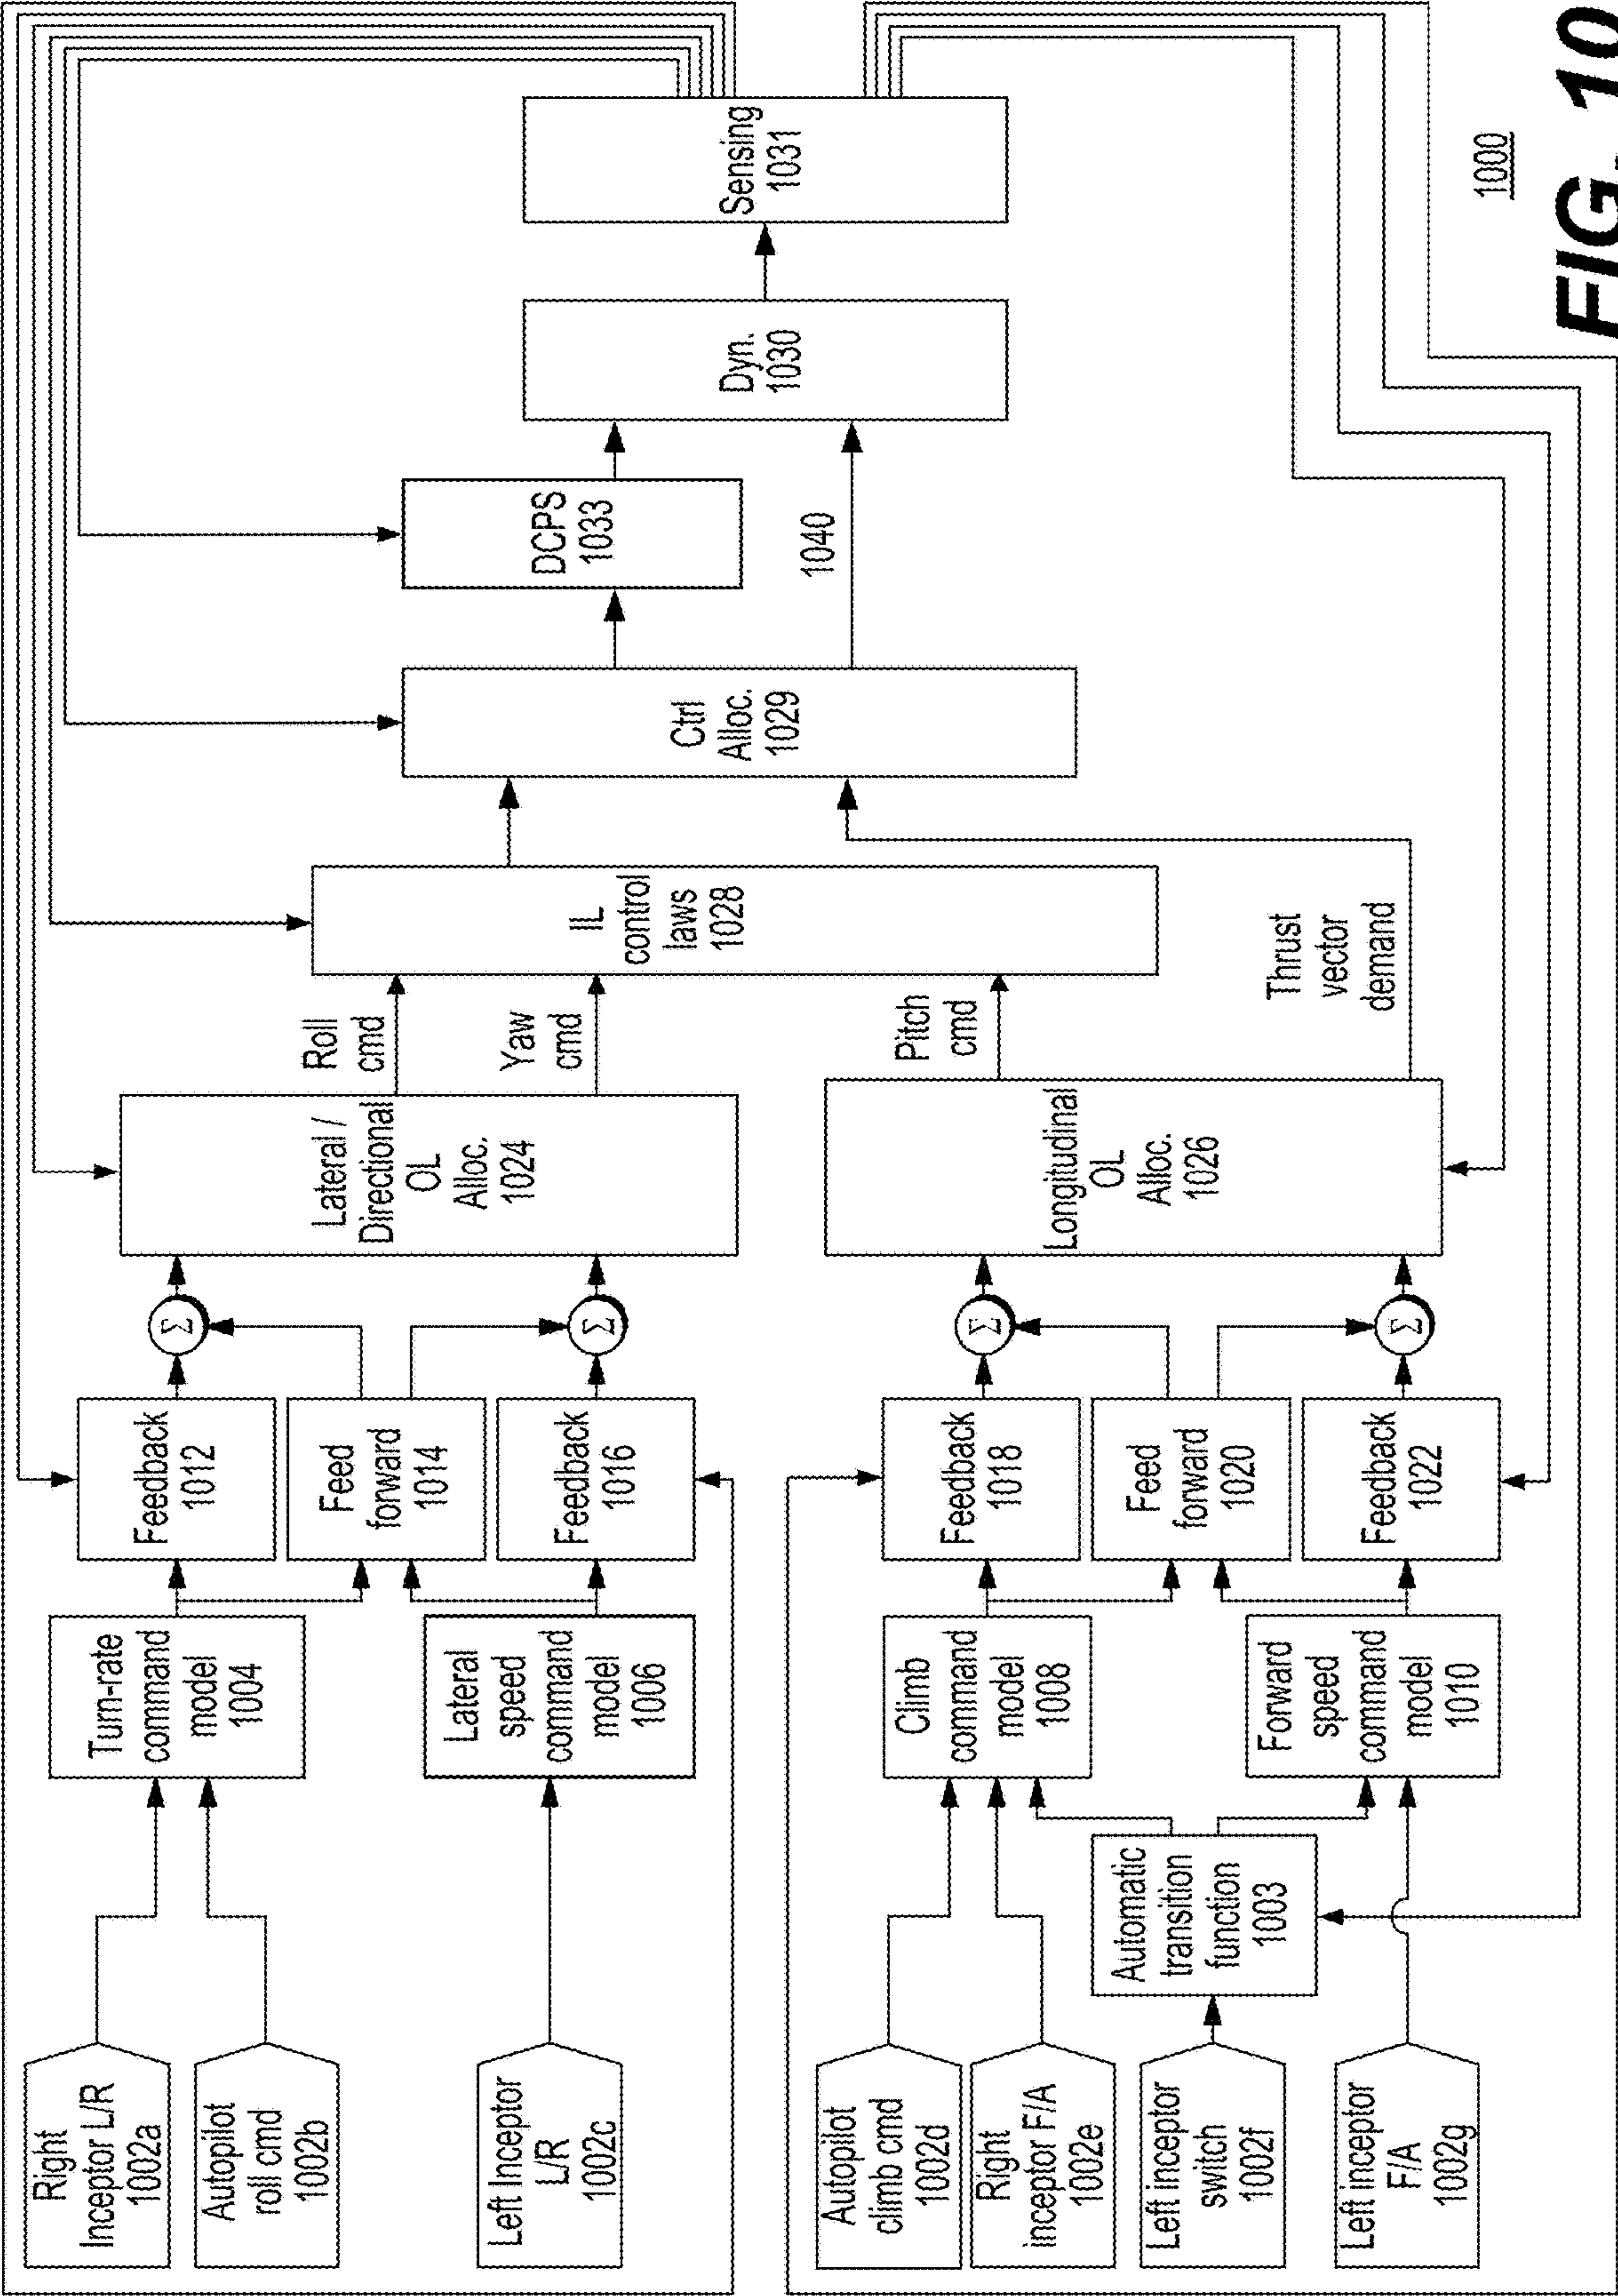 Right
Inceptor L/R
1002a
Autopilot
roll cmd
1002b
Left Inceptor
L/R
1002c
Autopilot
climb cmd
1002d
Right
inceptor F/A
1002e
Left inceptor
switch
1002f
Left inceptor
F/A
1002g
Automatic
transition
function
1003
Turn-rate
command
model
1004
Lateral
speed
command
model
1006
Climb
command
model
1008
Forward
speed
command
model
1010
Feedback
1012
Feed
forward
1014
Feedback
1016
Feedback
1018
Feed
forward
1020
Feedback
1022
Σ
Σ
Σ
Σ
Lateral /
Directional
OL
Alloc.
1024
Longitudinal
OL
Alloc.
1026
Roll
cmd
Yaw
cmd
Pitch
cmd
Thrust
vector
demand
IL
control
laws
1028
Ctrl
Alloc.
1029
DCPS
1033
1040
Dyn.
1030
Sensing
1031
1000
FIG. 10